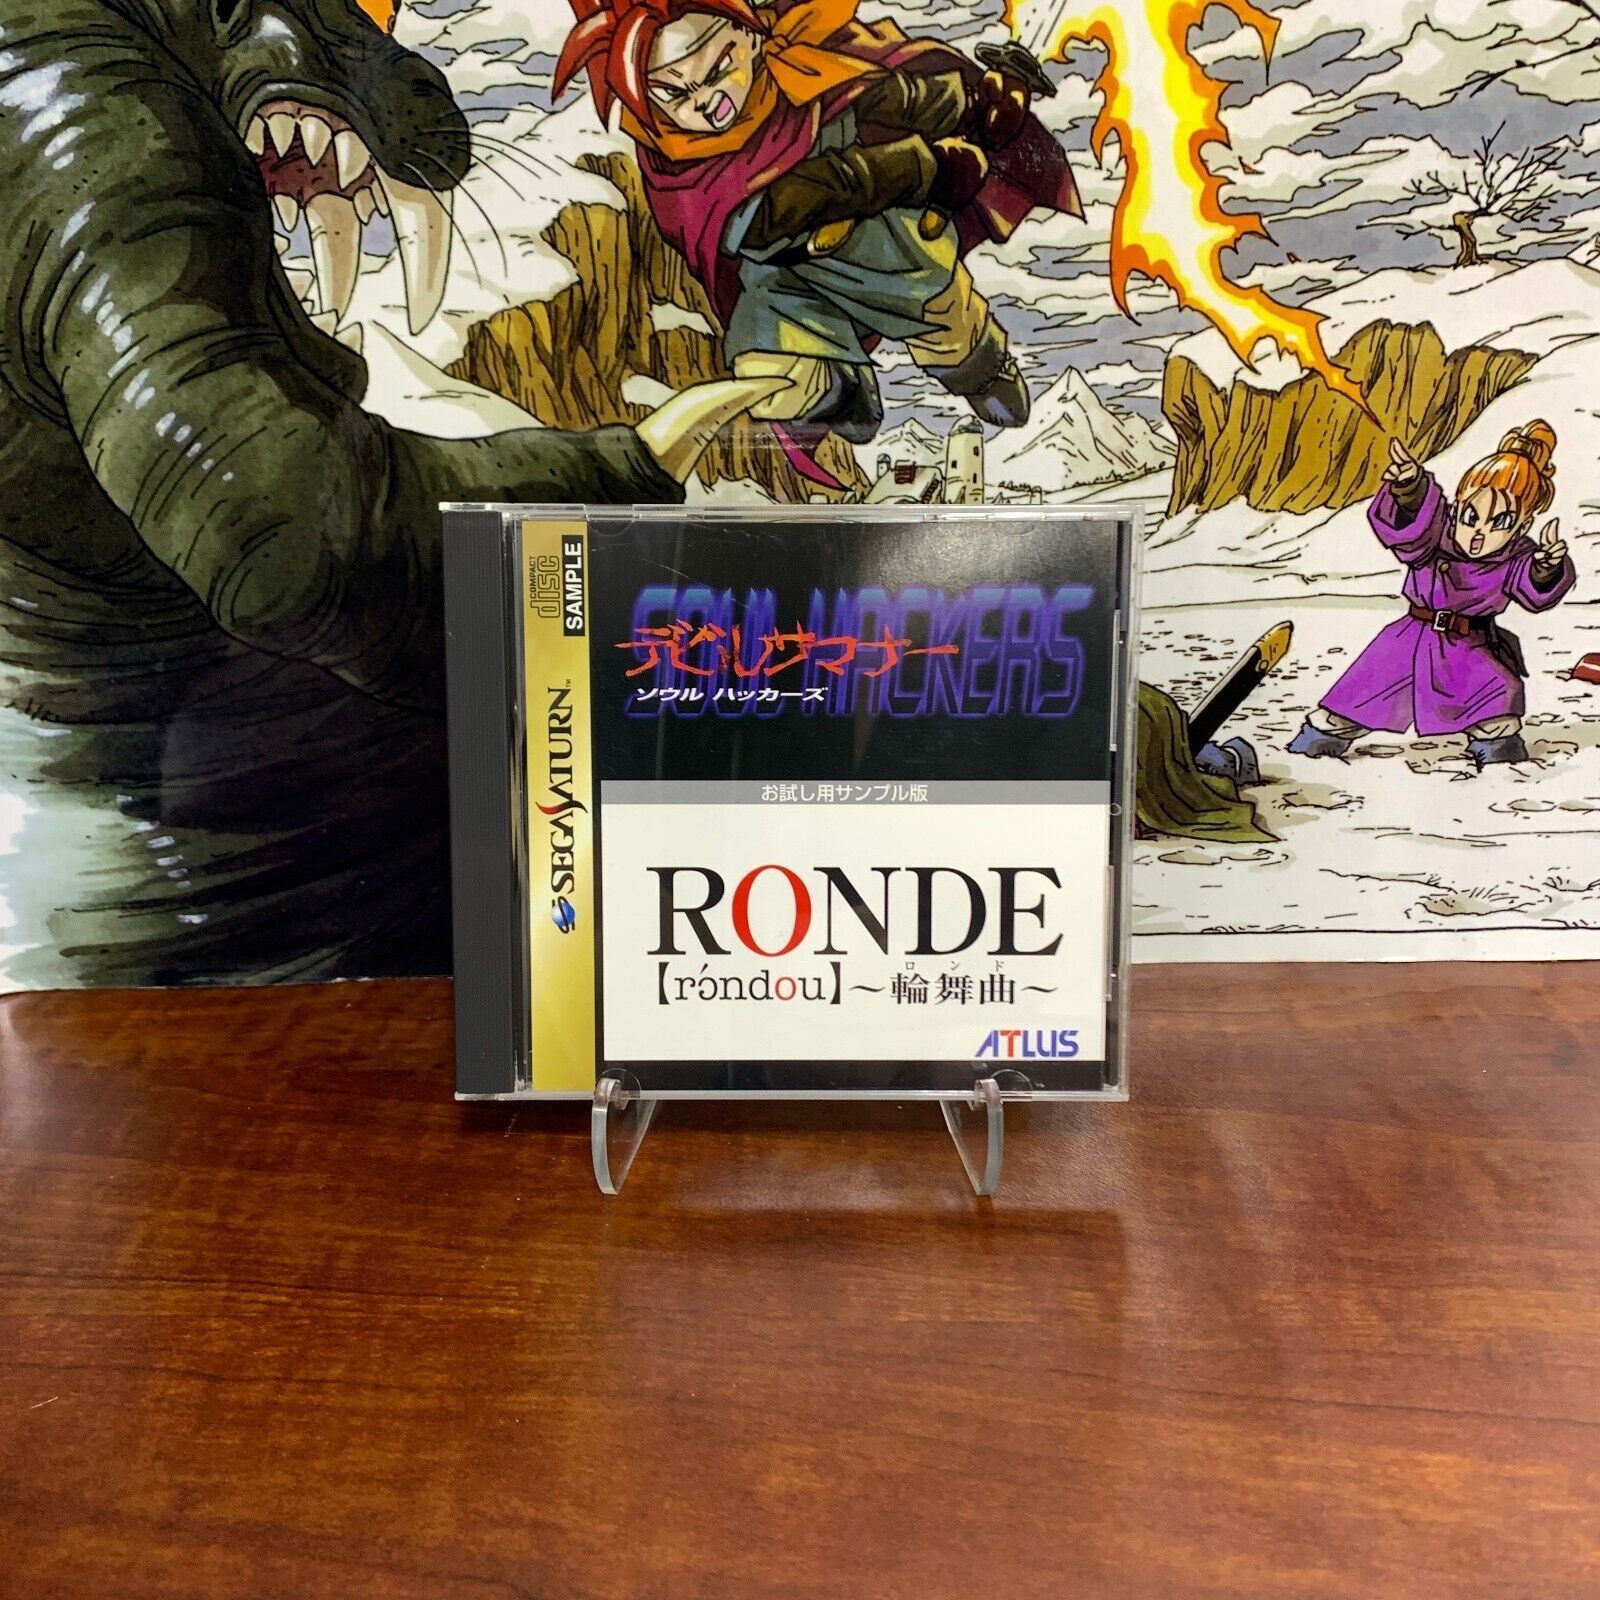 COMPACT
disc
SAMPLE
SEGA SATURN™
SOUL HACKERS
デビルサマナー
ソウル ハッカーズ
お試し用サンプル版
RONDE
ロンド
【rɔ́ndou】～輪舞曲～
ATLUS